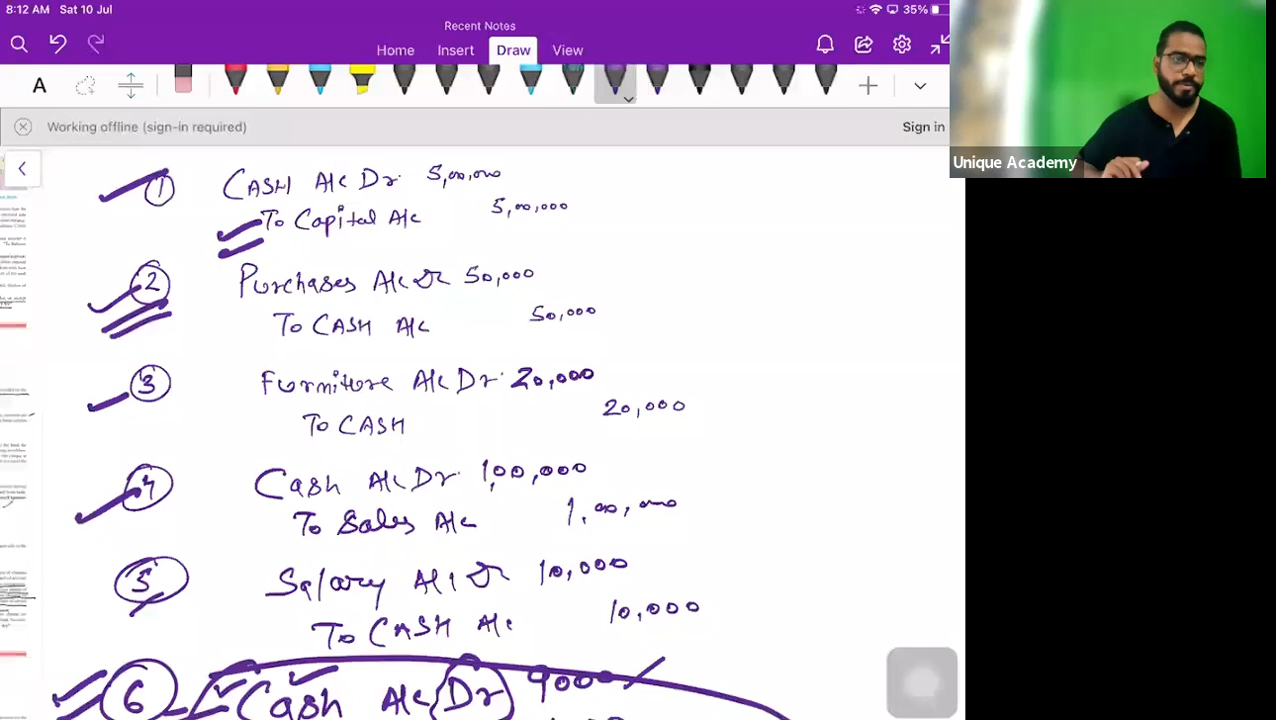 8:12 AM Sat 10 Jul
35%
Recent Notes
Home Insert Draw View
A
Working offline (sign-in required)
Sign in
Unique Academy
1 CASH A/c Dr. 5,00,000
To Capital A/c 5,00,000
2 Purchases A/c Dr 50,000
To CASH A/c 50,000
3 Furniture A/c Dr. 20,000
To CASH 20,000
4 Cash A/c Dr. 1,00,000
To Sales A/c 1,00,000
5 Salary A/c Dr 10,000
To CASH A/c 10,000
6 Cash A/c Dr 9000